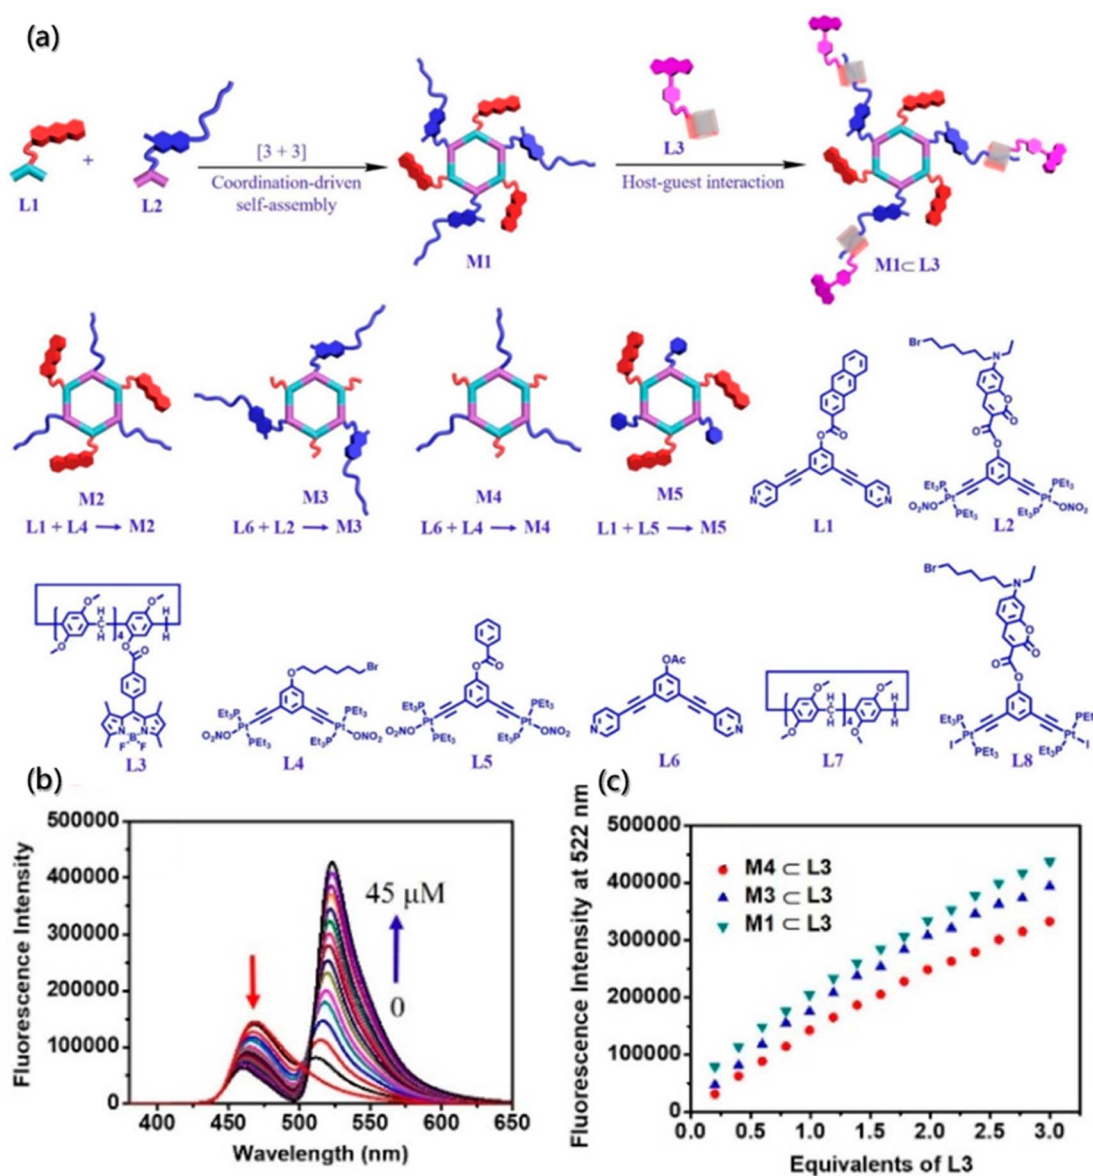 (a)
L1
+
L2
[3 + 3]
Coordination-driven
self-assembly
M1
L3
Host-guest interaction
M1⊂ L3
M2
L1 + L4 → M2
M3
L6 + L2 → M3
M4
L6 + L4 → M4
M5
L1 + L5 → M5
O
O
N
N
L1
Br
N
O
O
O
O
PEt₃
Pt
O₂NO
PEt₃
PEt₃
Pt
ONO₂
Et₃P
L2
O
O
4
O
O
C
H
H
O
O
N
B
N
F
F
L3
O
Br
PEt₃
Pt
O₂NO
PEt₃
PEt₃
Pt
ONO₂
Et₃P
L4
O
O
PEt₃
Pt
O₂NO
PEt₃
PEt₃
Pt
ONO₂
Et₃P
L5
OAc
N
N
L6
O
O
4
O
O
L7
Br
N
O
O
O
O
PEt₃
Pt
I
PEt₃
PEt₃
Pt
I
Et₃P
L8
(b)
Fluorescence Intensity
500000
400000
300000
200000
100000
0
45 μM
0
400 450 500 550 600 650
Wavelength (nm)
(c)
Fluorescence Intensity at 522 nm
500000
400000
300000
200000
100000
0
M4 ⊂ L3
M3 ⊂ L3
M1 ⊂ L3
0.0 0.5 1.0 1.5 2.0 2.5 3.0
Equivalents of L3